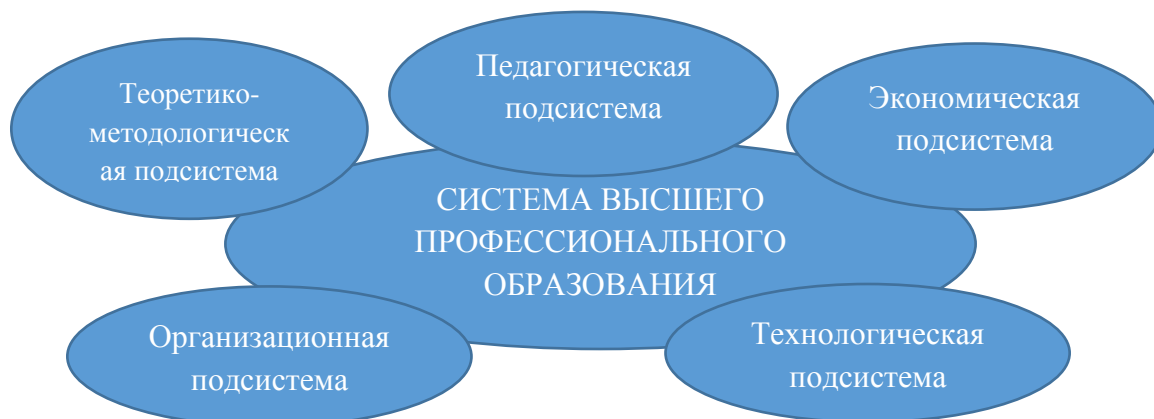 Теоретико-
методологическ
ая подсистема
Педагогическая
подсистема
Экономическая
подсистема
СИСТЕМА ВЫСШЕГО
ПРОФЕССИОНАЛЬНОГО
ОБРАЗОВАНИЯ
Организационная
подсистема
Технологическая
подсистема